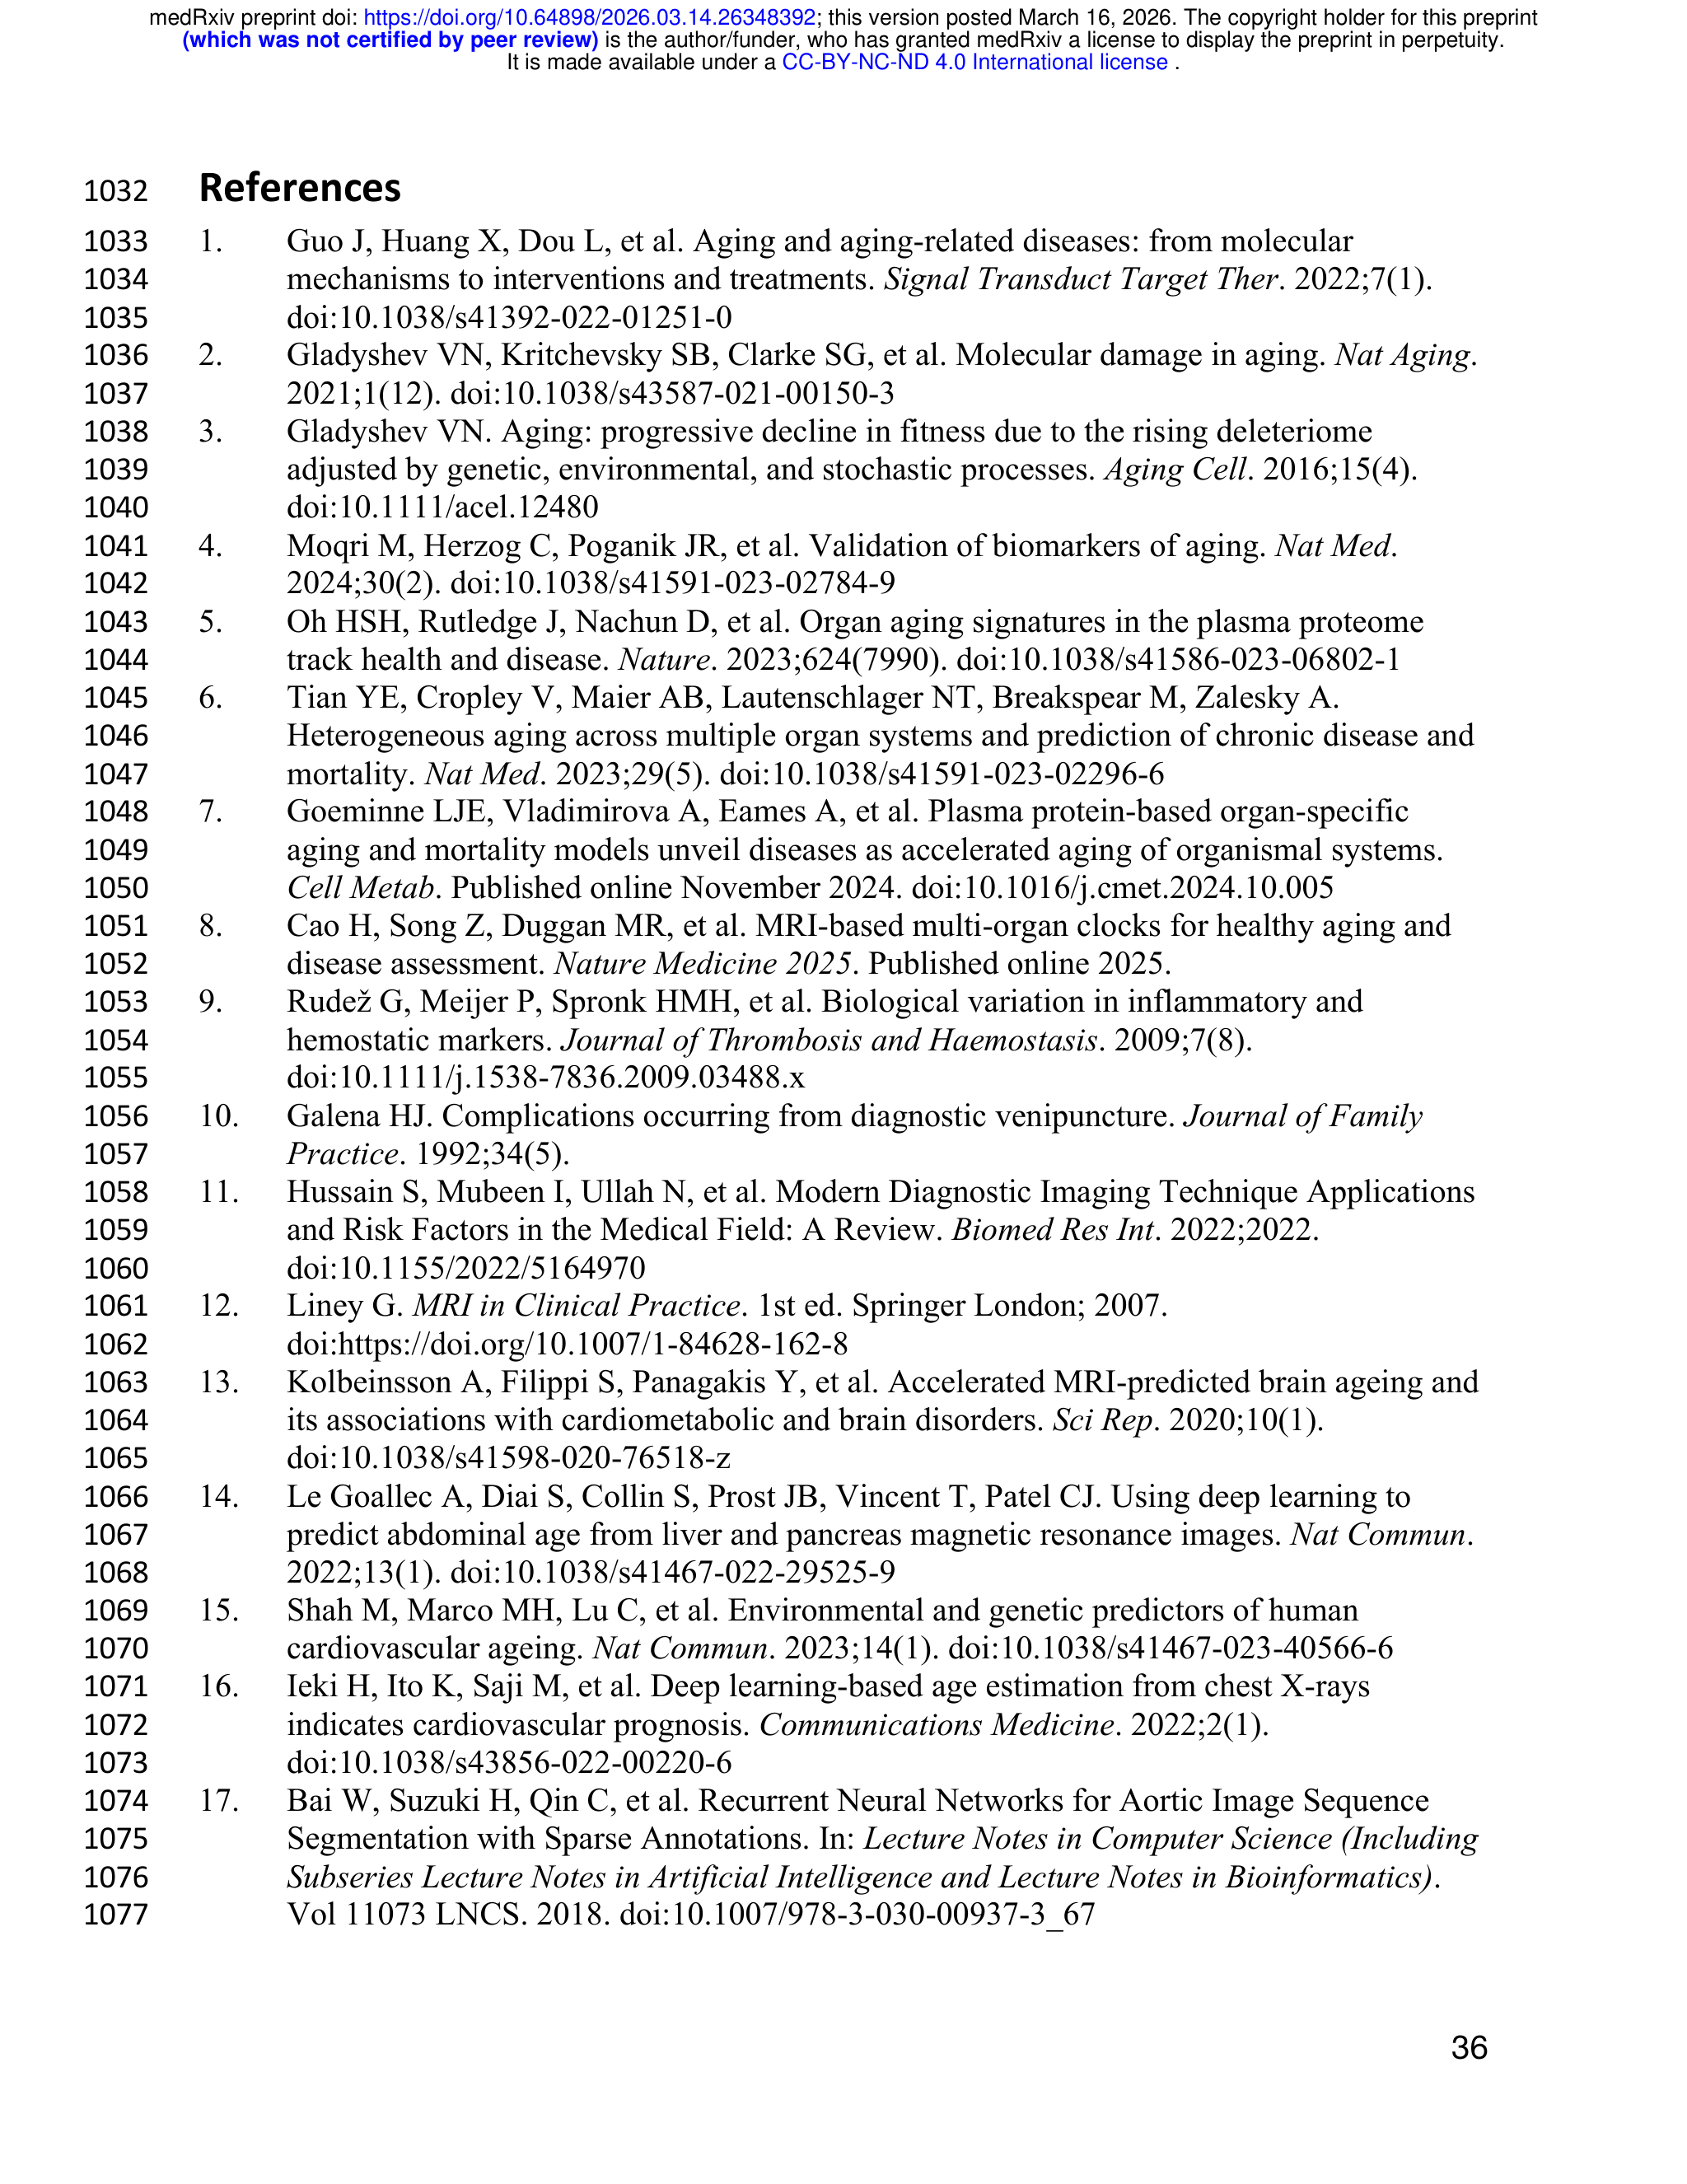 medRxiv preprint doi: https://doi.org/10.64898/2026.03.14.26348392; this version posted March 16, 2026. The copyright holder for this preprint
(which was not certified by peer review) is the author/funder, who has granted medRxiv a license to display the preprint in perpetuity.
It is made available under a CC-BY-NC-ND 4.0 International license .
1032 References
1033 1. Guo J, Huang X, Dou L, et al. Aging and aging-related diseases: from molecular
1034 mechanisms to interventions and treatments. Signal Transduct Target Ther. 2022;7(1).
1035 doi:10.1038/s41392-022-01251-0
1036 2. Gladyshev VN, Kritchevsky SB, Clarke SG, et al. Molecular damage in aging. Nat Aging.
1037 2021;1(12). doi:10.1038/s43587-021-00150-3
1038 3. Gladyshev VN. Aging: progressive decline in fitness due to the rising deleteriome
1039 adjusted by genetic, environmental, and stochastic processes. Aging Cell. 2016;15(4).
1040 doi:10.1111/acel.12480
1041 4. Moqri M, Herzog C, Poganik JR, et al. Validation of biomarkers of aging. Nat Med.
1042 2024;30(2). doi:10.1038/s41591-023-02784-9
1043 5. Oh HSH, Rutledge J, Nachun D, et al. Organ aging signatures in the plasma proteome
1044 track health and disease. Nature. 2023;624(7990). doi:10.1038/s41586-023-06802-1
1045 6. Tian YE, Cropley V, Maier AB, Lautenschlager NT, Breakspear M, Zalesky A.
1046 Heterogeneous aging across multiple organ systems and prediction of chronic disease and
1047 mortality. Nat Med. 2023;29(5). doi:10.1038/s41591-023-02296-6
1048 7. Goeminne LJE, Vladimirova A, Eames A, et al. Plasma protein-based organ-specific
1049 aging and mortality models unveil diseases as accelerated aging of organismal systems.
1050 Cell Metab. Published online November 2024. doi:10.1016/j.cmet.2024.10.005
1051 8. Cao H, Song Z, Duggan MR, et al. MRI-based multi-organ clocks for healthy aging and
1052 disease assessment. Nature Medicine 2025. Published online 2025.
1053 9. Rudež G, Meijer P, Spronk HMH, et al. Biological variation in inflammatory and
1054 hemostatic markers. Journal of Thrombosis and Haemostasis. 2009;7(8).
1055 doi:10.1111/j.1538-7836.2009.03488.x
1056 10. Galena HJ. Complications occurring from diagnostic venipuncture. Journal of Family
1057 Practice. 1992;34(5).
1058 11. Hussain S, Mubeen I, Ullah N, et al. Modern Diagnostic Imaging Technique Applications
1059 and Risk Factors in the Medical Field: A Review. Biomed Res Int. 2022;2022.
1060 doi:10.1155/2022/5164970
1061 12. Liney G. MRI in Clinical Practice. 1st ed. Springer London; 2007.
1062 doi:https://doi.org/10.1007/1-84628-162-8
1063 13. Kolbeinsson A, Filippi S, Panagakis Y, et al. Accelerated MRI-predicted brain ageing and
1064 its associations with cardiometabolic and brain disorders. Sci Rep. 2020;10(1).
1065 doi:10.1038/s41598-020-76518-z
1066 14. Le Goallec A, Diai S, Collin S, Prost JB, Vincent T, Patel CJ. Using deep learning to
1067 predict abdominal age from liver and pancreas magnetic resonance images. Nat Commun.
1068 2022;13(1). doi:10.1038/s41467-022-29525-9
1069 15. Shah M, Marco MH, Lu C, et al. Environmental and genetic predictors of human
1070 cardiovascular ageing. Nat Commun. 2023;14(1). doi:10.1038/s41467-023-40566-6
1071 16. Ieki H, Ito K, Saji M, et al. Deep learning-based age estimation from chest X-rays
1072 indicates cardiovascular prognosis. Communications Medicine. 2022;2(1).
1073 doi:10.1038/s43856-022-00220-6
1074 17. Bai W, Suzuki H, Qin C, et al. Recurrent Neural Networks for Aortic Image Sequence
1075 Segmentation with Sparse Annotations. In: Lecture Notes in Computer Science (Including
1076 Subseries Lecture Notes in Artificial Intelligence and Lecture Notes in Bioinformatics).
1077 Vol 11073 LNCS. 2018. doi:10.1007/978-3-030-00937-3_67
36